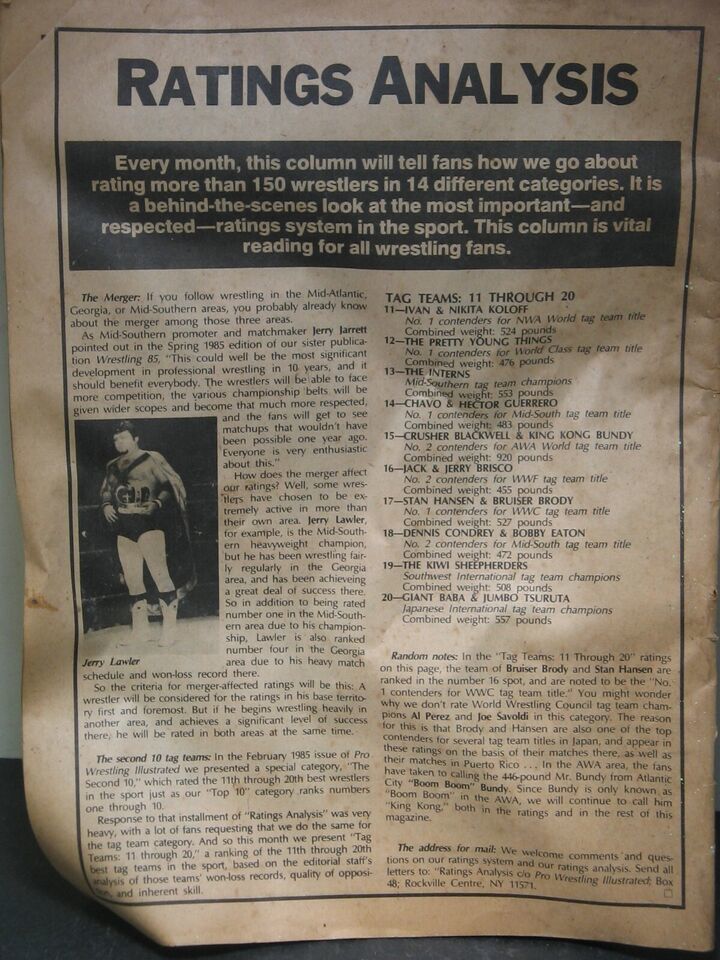 RATINGS ANALYSIS
Every month, this column will tell fans how we go about
rating more than 150 wrestlers in 14 different categories. It is
a behind-the-scenes look at the most important—and
respected—ratings system in the sport. This column is vital
reading for all wrestling fans.
The Merger: If you follow wrestling in the Mid-Atlantic,
Georgia, or Mid-Southern areas, you probably already know
about the merger among those three areas.
As Mid-Southern promoter and matchmaker Jerry Jarrett
pointed out in the Spring 1985 edition of our sister publica-
tion Wrestling 85, "This could well be the most significant
development in professional wrestling in 10 years, and it
should benefit everybody. The wrestlers will be able to face
more competition, the various championship belts will be
given wider scopes and become that much more respected,
and the fans will get to see
matchups that wouldn't have
been possible one year ago.
Everyone is very enthusiastic
about this."
How does the merger affect
our ratings? Well, some wres-
tlers have chosen to be ex-
tremely active in more than
their own area. Jerry Lawler,
for example, is the Mid-South-
ern heavyweight champion,
but he has been wrestling fair-
ly regularly in the Georgia
area, and has been achieveing
a great deal of success there.
So in addition to being rated
number one in the Mid-South-
ern area due to his champion-
ship, Lawler is also ranked
number four in the Georgia
area due to his heavy match
Jerry Lawler
schedule and won-loss record there.
So the criteria for merger-affected ratings will be this: A
wrestler will be considered for the ratings in his base territo-
ry first and foremost. But if he begins wrestling heavily in
another area, and achieves a significant level of success
there, he will be rated in both areas at the same time.
The second 10 tag teams: In the February 1985 issue of Pro
Wrestling Illustrated we presented a special category, "The
Second 10," which rated the 11th through 20th best wrestlers
in the sport just as our "Top 10" category ranks numbers
one through 10.
Response to that installment of "Ratings Analysis" was very
heavy, with a lot of fans requesting that we do the same for
the tag team category. And so this month we present "Tag
Teams: 11 through 20," a ranking of the 11th through 20th
best tag teams in the sport, based on the editorial staff's
analysis of those teams' won-loss records, quality of opposi-
tion, and inherent skill.
TAG TEAMS: 11 THROUGH 20
11—IVAN & NIKITA KOLOFF
No. 1 contenders for NWA World tag team title
Combined weight: 524 pounds
12—THE PRETTY YOUNG THINGS
No. 1 contenders for World Class tag team title
Combined weight: 476 pounds
13—THE INTERNS
Mid-Southern tag team champions
Combined weight: 553 pounds
14—CHAVO & HECTOR GUERRERO
No. 1 contenders for Mid-South tag team title
Combined weight: 483 pounds
15—CRUSHER BLACKWELL & KING KONG BUNDY
No. 2 contenders for AWA World tag team title
Combined weight: 920 pounds
16—JACK & JERRY BRISCO
No. 2 contenders for WWF tag team title
Combined weight: 455 pounds
17—STAN HANSEN & BRUISER BRODY
No. 1 contenders for WWC tag team title
Combined weight: 527 pounds
18—DENNIS CONDREY & BOBBY EATON
No. 2 contenders for Mid-South tag team title
Combined weight: 472 pounds
19—THE KIWI SHEEPHERDERS
Southwest International tag team champions
Combined weight: 508 pounds
20—GIANT BABA & JUMBO TSURUTA
Japanese International tag team champions
Combined weight: 557 pounds
Random notes: In the "Tag Teams: 11 Through 20" ratings
on this page, the team of Bruiser Brody and Stan Hansen are
ranked in the number 16 spot, and are noted to be the "No.
1 contenders for WWC tag team title." You might wonder
why we don't rate World Wrestling Council tag team cham-
pions Al Perez and Joe Savoldi in this category. The reason
for this is that Brody and Hansen are also one of the top
contenders for several tag team titles in Japan, and appear in
these ratings on the basis of their matches there, as well as
their matches in Puerto Rico . . . In the AWA area, the fans
have taken to calling the 446-pound Mr. Bundy from Atlantic
City "Boom Boom" Bundy. Since Bundy is only known as
"Boom Boom" in the AWA, we will continue to call him
"King Kong," both in the ratings and in the rest of this
magazine.
The address for mail: We welcome comments and ques-
tions on our ratings system and our ratings analysis. Send all
letters to: "Ratings Analysis c/o Pro Wrestling Illustrated; Box
48; Rockville Centre, NY 11571.